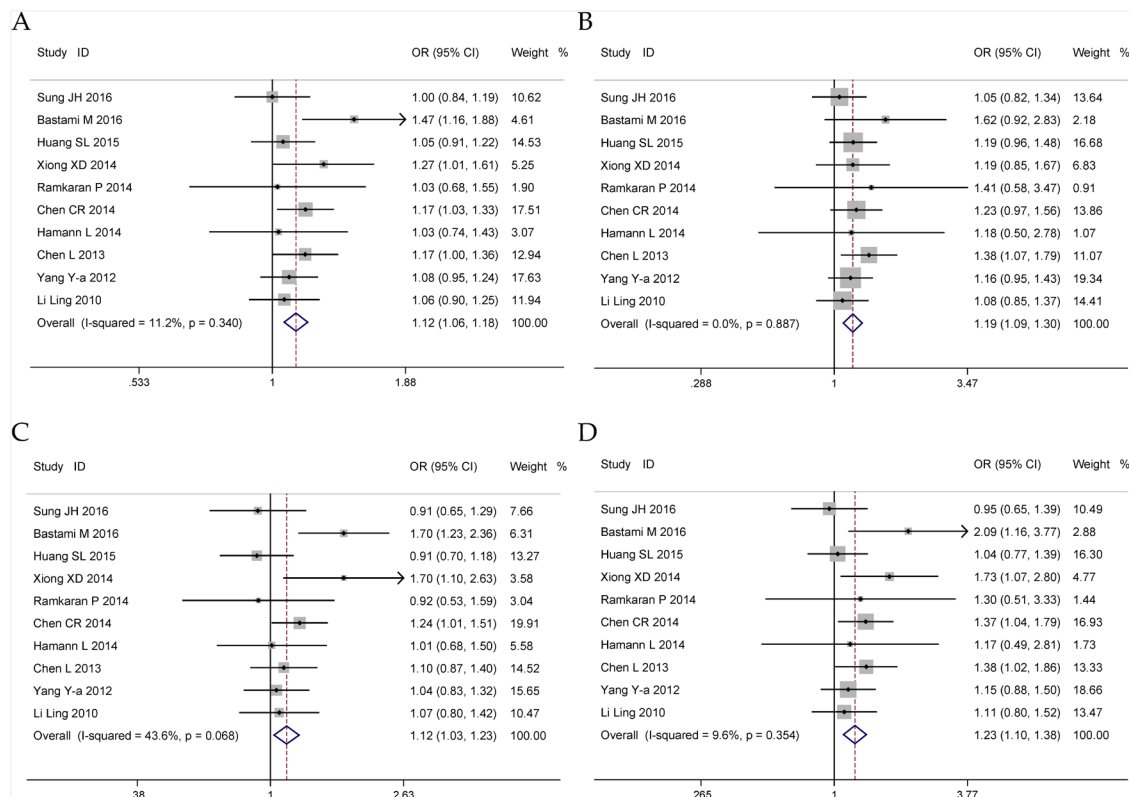 A
Study ID OR (95% CI) Weight %
Sung JH 2016 1.00 (0.84, 1.19) 10.62
Bastami M 2016 1.47 (1.16, 1.88) 4.61
Huang SL 2015 1.05 (0.91, 1.22) 14.53
Xiong XD 2014 1.27 (1.01, 1.61) 5.25
Ramkaran P 2014 1.03 (0.68, 1.55) 1.90
Chen CR 2014 1.17 (1.03, 1.33) 17.51
Hamann L 2014 1.03 (0.74, 1.43) 3.07
Chen L 2013 1.17 (1.00, 1.36) 12.94
Yang Y-a 2012 1.08 (0.95, 1.24) 17.63
Li Ling 2010 1.06 (0.90, 1.25) 11.94
Overall (I-squared = 11.2%, p = 0.340) 1.12 (1.06, 1.18) 100.00
.533 1 1.88
B
Study ID OR (95% CI) Weight %
Sung JH 2016 1.05 (0.82, 1.34) 13.64
Bastami M 2016 1.62 (0.92, 2.83) 2.18
Huang SL 2015 1.19 (0.96, 1.48) 16.68
Xiong XD 2014 1.19 (0.85, 1.67) 6.83
Ramkaran P 2014 1.41 (0.58, 3.47) 0.91
Chen CR 2014 1.23 (0.97, 1.56) 13.86
Hamann L 2014 1.18 (0.50, 2.78) 1.07
Chen L 2013 1.38 (1.07, 1.79) 11.07
Yang Y-a 2012 1.16 (0.95, 1.43) 19.34
Li Ling 2010 1.08 (0.85, 1.37) 14.41
Overall (I-squared = 0.0%, p = 0.887) 1.19 (1.09, 1.30) 100.00
.288 1 3.47
C
Study ID OR (95% CI) Weight %
Sung JH 2016 0.91 (0.65, 1.29) 7.66
Bastami M 2016 1.70 (1.23, 2.36) 6.31
Huang SL 2015 0.91 (0.70, 1.18) 13.27
Xiong XD 2014 1.70 (1.10, 2.63) 3.58
Ramkaran P 2014 0.92 (0.53, 1.59) 3.04
Chen CR 2014 1.24 (1.01, 1.51) 19.91
Hamann L 2014 1.01 (0.68, 1.50) 5.58
Chen L 2013 1.10 (0.87, 1.40) 14.52
Yang Y-a 2012 1.04 (0.83, 1.32) 15.65
Li Ling 2010 1.07 (0.80, 1.42) 10.47
Overall (I-squared = 43.6%, p = 0.068) 1.12 (1.03, 1.23) 100.00
38 1 2.63
D
Study ID OR (95% CI) Weight %
Sung JH 2016 0.95 (0.65, 1.39) 10.49
Bastami M 2016 2.09 (1.16, 3.77) 2.88
Huang SL 2015 1.04 (0.77, 1.39) 16.30
Xiong XD 2014 1.73 (1.07, 2.80) 4.77
Ramkaran P 2014 1.30 (0.51, 3.33) 1.44
Chen CR 2014 1.37 (1.04, 1.79) 16.93
Hamann L 2014 1.17 (0.49, 2.81) 1.73
Chen L 2013 1.38 (1.02, 1.86) 13.33
Yang Y-a 2012 1.15 (0.88, 1.50) 18.66
Li Ling 2010 1.11 (0.80, 1.52) 13.47
Overall (I-squared = 9.6%, p = 0.354) 1.23 (1.10, 1.38) 100.00
265 1 3.77